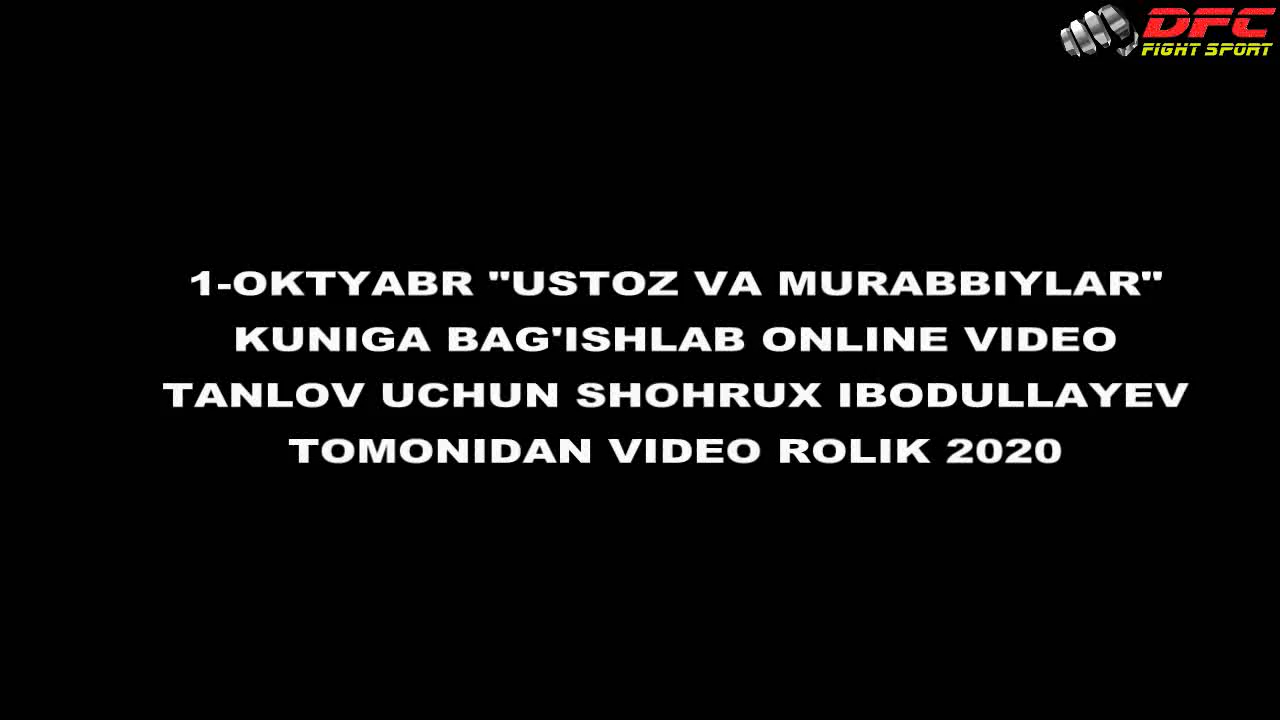 DFC
FIGHT SPORT
1-OKTYABR "USTOZ VA MURABBIYLAR"
KUNIGA BAG'ISHLAB ONLINE VIDEO
TANLOV UCHUN SHOHRUX IBODULLAYEV
TOMONIDAN VIDEO ROLIK 2020